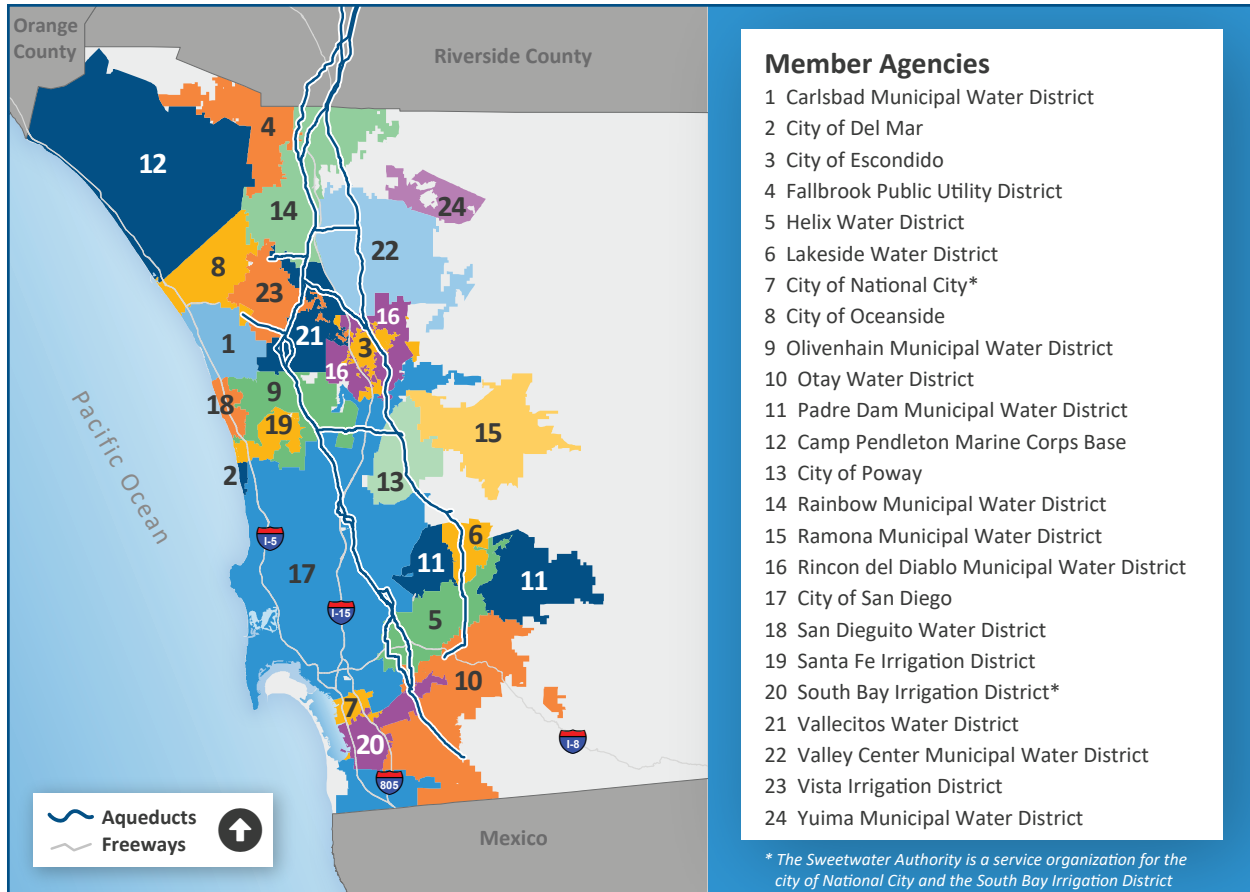 Orange
County
Riverside County
4
12
24
14
22
8
23
16
21
3
1
16
9
18
19
15
2
13
6
I-5
11
11
17
I-15
5
10
7
20
I-8
805
Pacific Ocean
Aqueducts
Freeways
Mexico
Member Agencies
1 Carlsbad Municipal Water District
2 City of Del Mar
3 City of Escondido
4 Fallbrook Public Utility District
5 Helix Water District
6 Lakeside Water District
7 City of National City*
8 City of Oceanside
9 Olivenhain Municipal Water District
10 Otay Water District
11 Padre Dam Municipal Water District
12 Camp Pendleton Marine Corps Base
13 City of Poway
14 Rainbow Municipal Water District
15 Ramona Municipal Water District
16 Rincon del Diablo Municipal Water District
17 City of San Diego
18 San Dieguito Water District
19 Santa Fe Irrigation District
20 South Bay Irrigation District*
21 Vallecitos Water District
22 Valley Center Municipal Water District
23 Vista Irrigation District
24 Yuima Municipal Water District
* The Sweetwater Authority is a service organization for the
city of National City and the South Bay Irrigation District